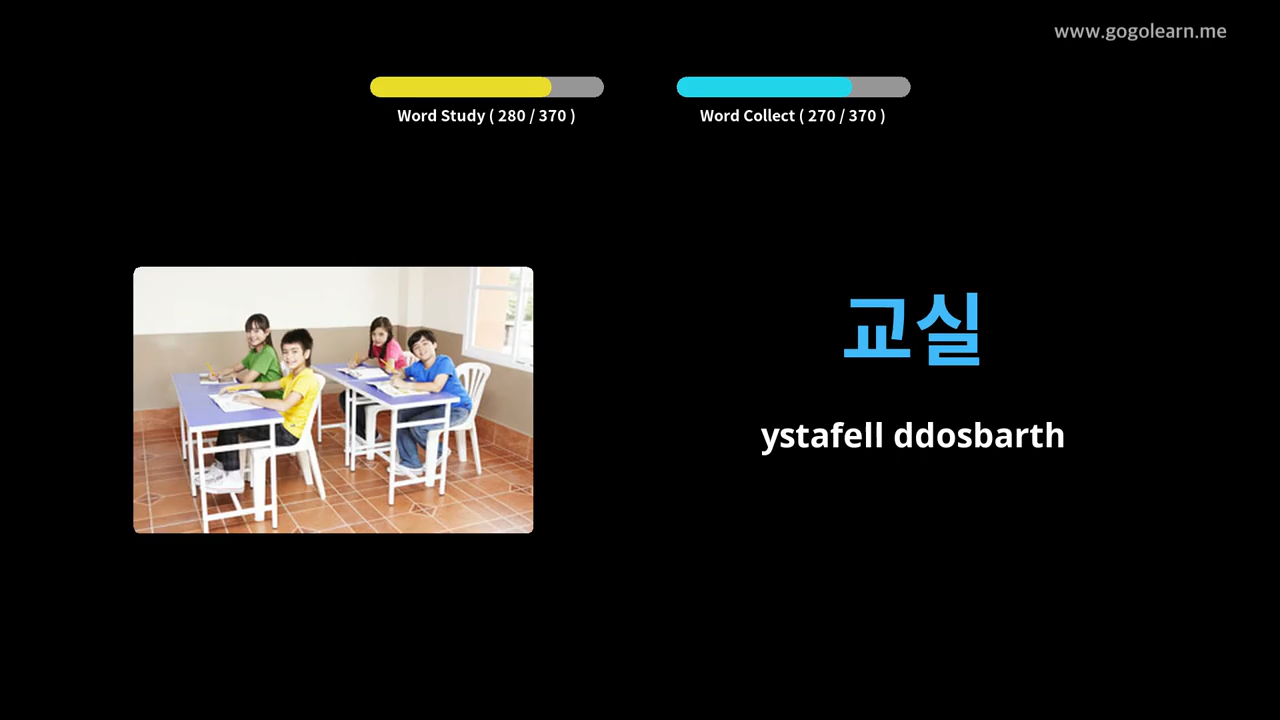 www.gogolearn.me
Word Study ( 280 / 370 )
Word Collect ( 270 / 370 )
교실
ystafell ddosbarth